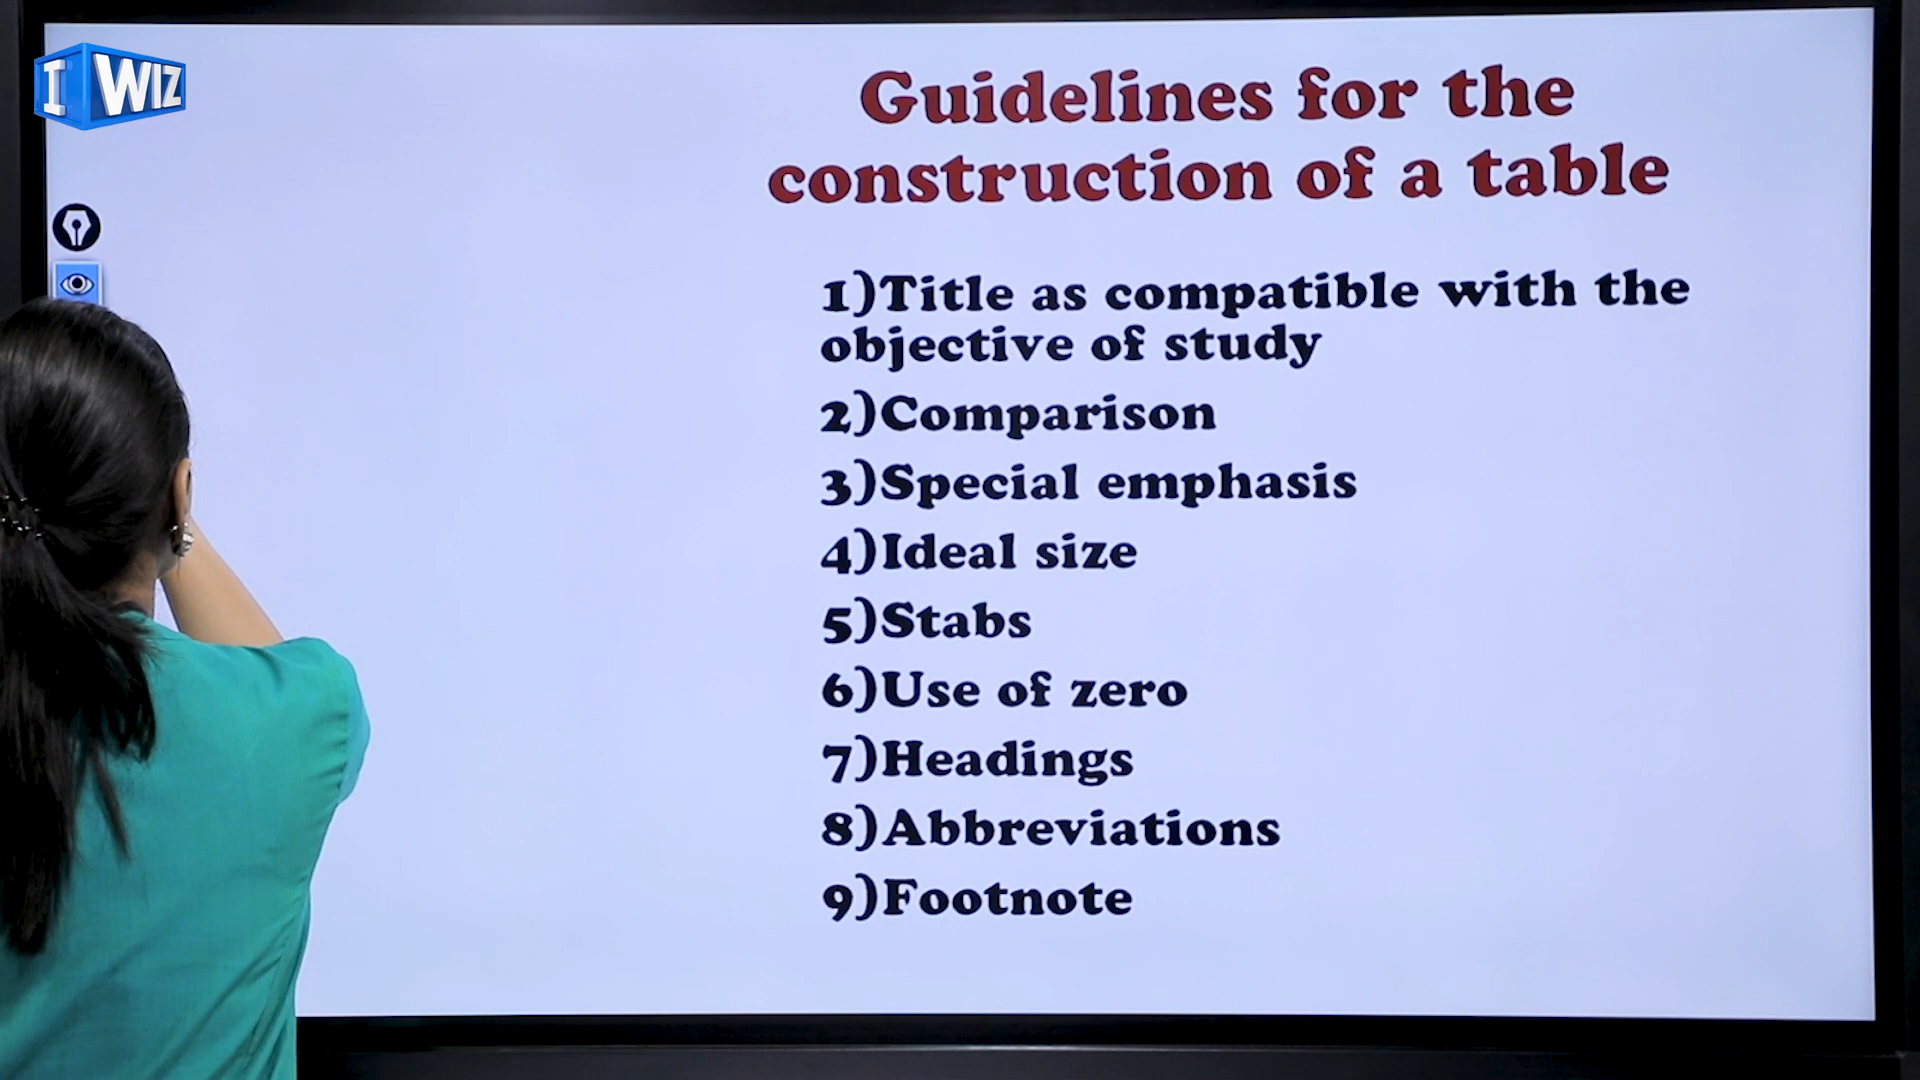 I WIZ
Guidelines for the
construction of a table
1)Title as compatible with the
objective of study
2)Comparison
3)Special emphasis
4)Ideal size
5)Stabs
6)Use of zero
7)Headings
8)Abbreviations
9)Footnote